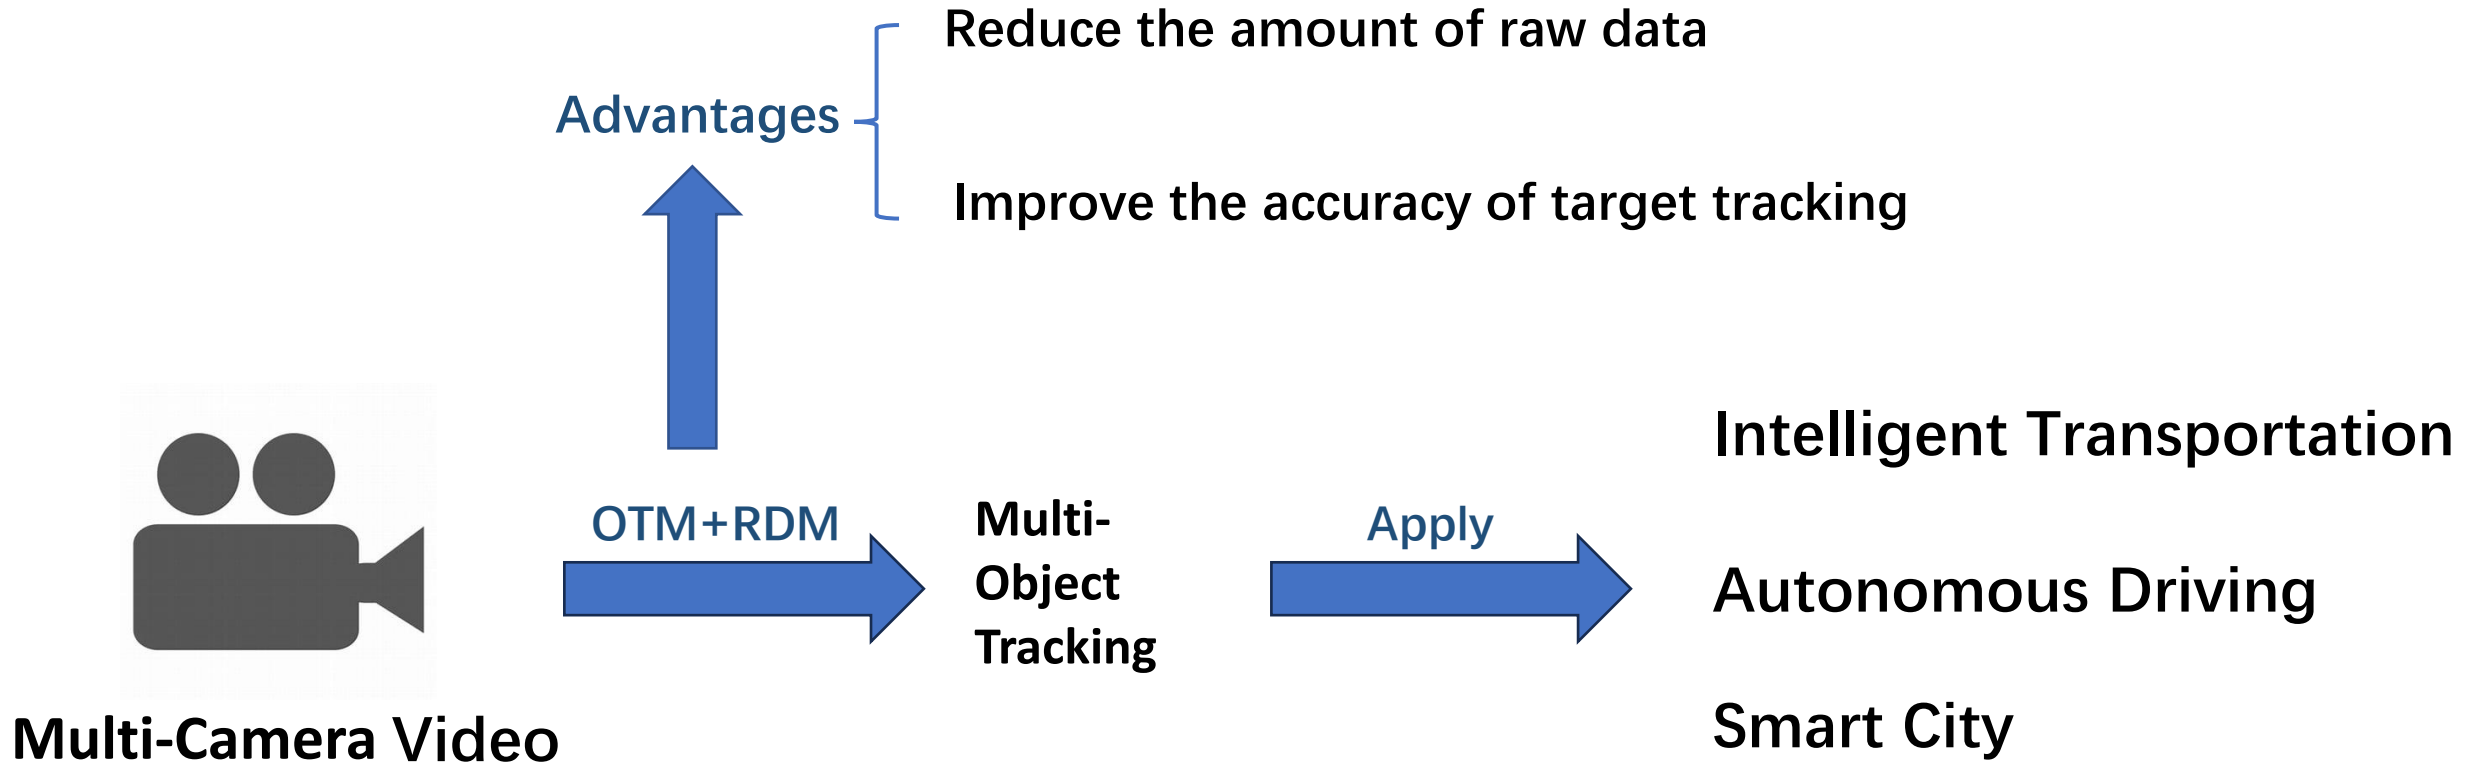 Reduce the amount of raw data
Advantages
Improve the accuracy of target tracking
OTM+RDM
Multi-
Object
Tracking
Apply
Intelligent Transportation
Autonomous Driving
Smart City
Multi-Camera Video